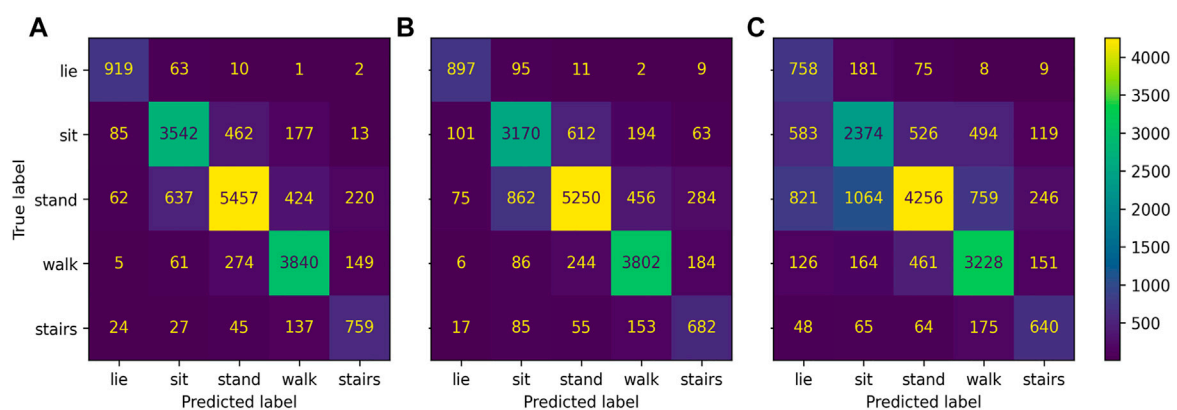 A B C
lie 919 63 10 1 2 897 95 11 2 9 758 181 75 8 9 4000
3500
sit 85 3542 462 177 13 101 3170 612 194 63 583 2374 526 494 119 3000
2500
True label stand 62 637 5457 424 220 75 862 5250 456 284 821 1064 4256 759 246 2000
1500
walk 5 61 274 3840 149 6 86 244 3802 184 126 164 461 3228 151 1000
stairs 24 27 45 137 759 17 85 55 153 682 48 65 64 175 640 500
lie sit stand walk stairs lie sit stand walk stairs lie sit stand walk stairs
Predicted label Predicted label Predicted label